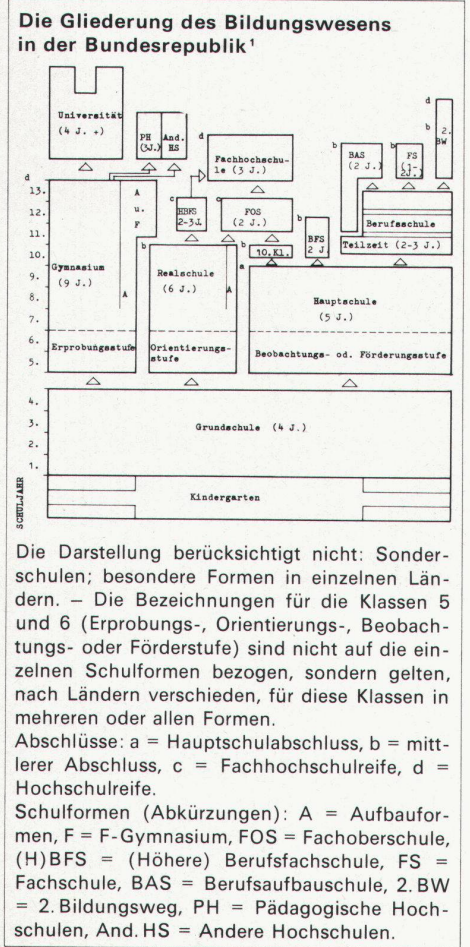 Die Gliederung des Bildungswesens
in der Bundesrepublik¹
Universität
(4 J. +)
PH
(3J.)
And.
HS
d
Fachhochschu-
le (3 J.)
b
BAS
(2 J.)
b
FS
(1-
2J.)
d
b
2.
BW
d
13.
12.
11.
10.
9.
8.
7.
6.
5.
A
u.
F
A
Gymnasium
(9 J.)
Erprobungsstufe
c
HBFS
2-3J.
c
FOS
(2 J.)
b
Realschule
(6 J.)
A
Orientierungs-
stufe
b
10.Kl.
b
BFS
2 J.
Berufsschule
Teilzeit (2-3 J.)
a
Hauptschule
(5 J.)
Beobachtungs- od. Förderungsstufe
4.
3.
2.
1.
Grundschule (4 J.)
SCHULJAHR
Kindergarten
Die Darstellung berücksichtigt nicht: Sonder-
schulen; besondere Formen in einzelnen Län-
dern. – Die Bezeichnungen für die Klassen 5
und 6 (Erprobungs-, Orientierungs-, Beobach-
tungs- oder Förderstufe) sind nicht auf die ein-
zelnen Schulformen bezogen, sondern gelten,
nach Ländern verschieden, für diese Klassen in
mehreren oder allen Formen.
Abschlüsse: a = Hauptschulabschluss, b = mitt-
lerer Abschluss, c = Fachhochschulreife, d =
Hochschulreife.
Schulformen (Abkürzungen): A = Aufbaufor-
men, F = F-Gymnasium, FOS = Fachoberschule,
(H)BFS = (Höhere) Berufsfachschule, FS =
Fachschule, BAS = Berufsaufbauschule, 2. BW
= 2. Bildungsweg, PH = Pädagogische Hoch-
schulen, And. HS = Andere Hochschulen.